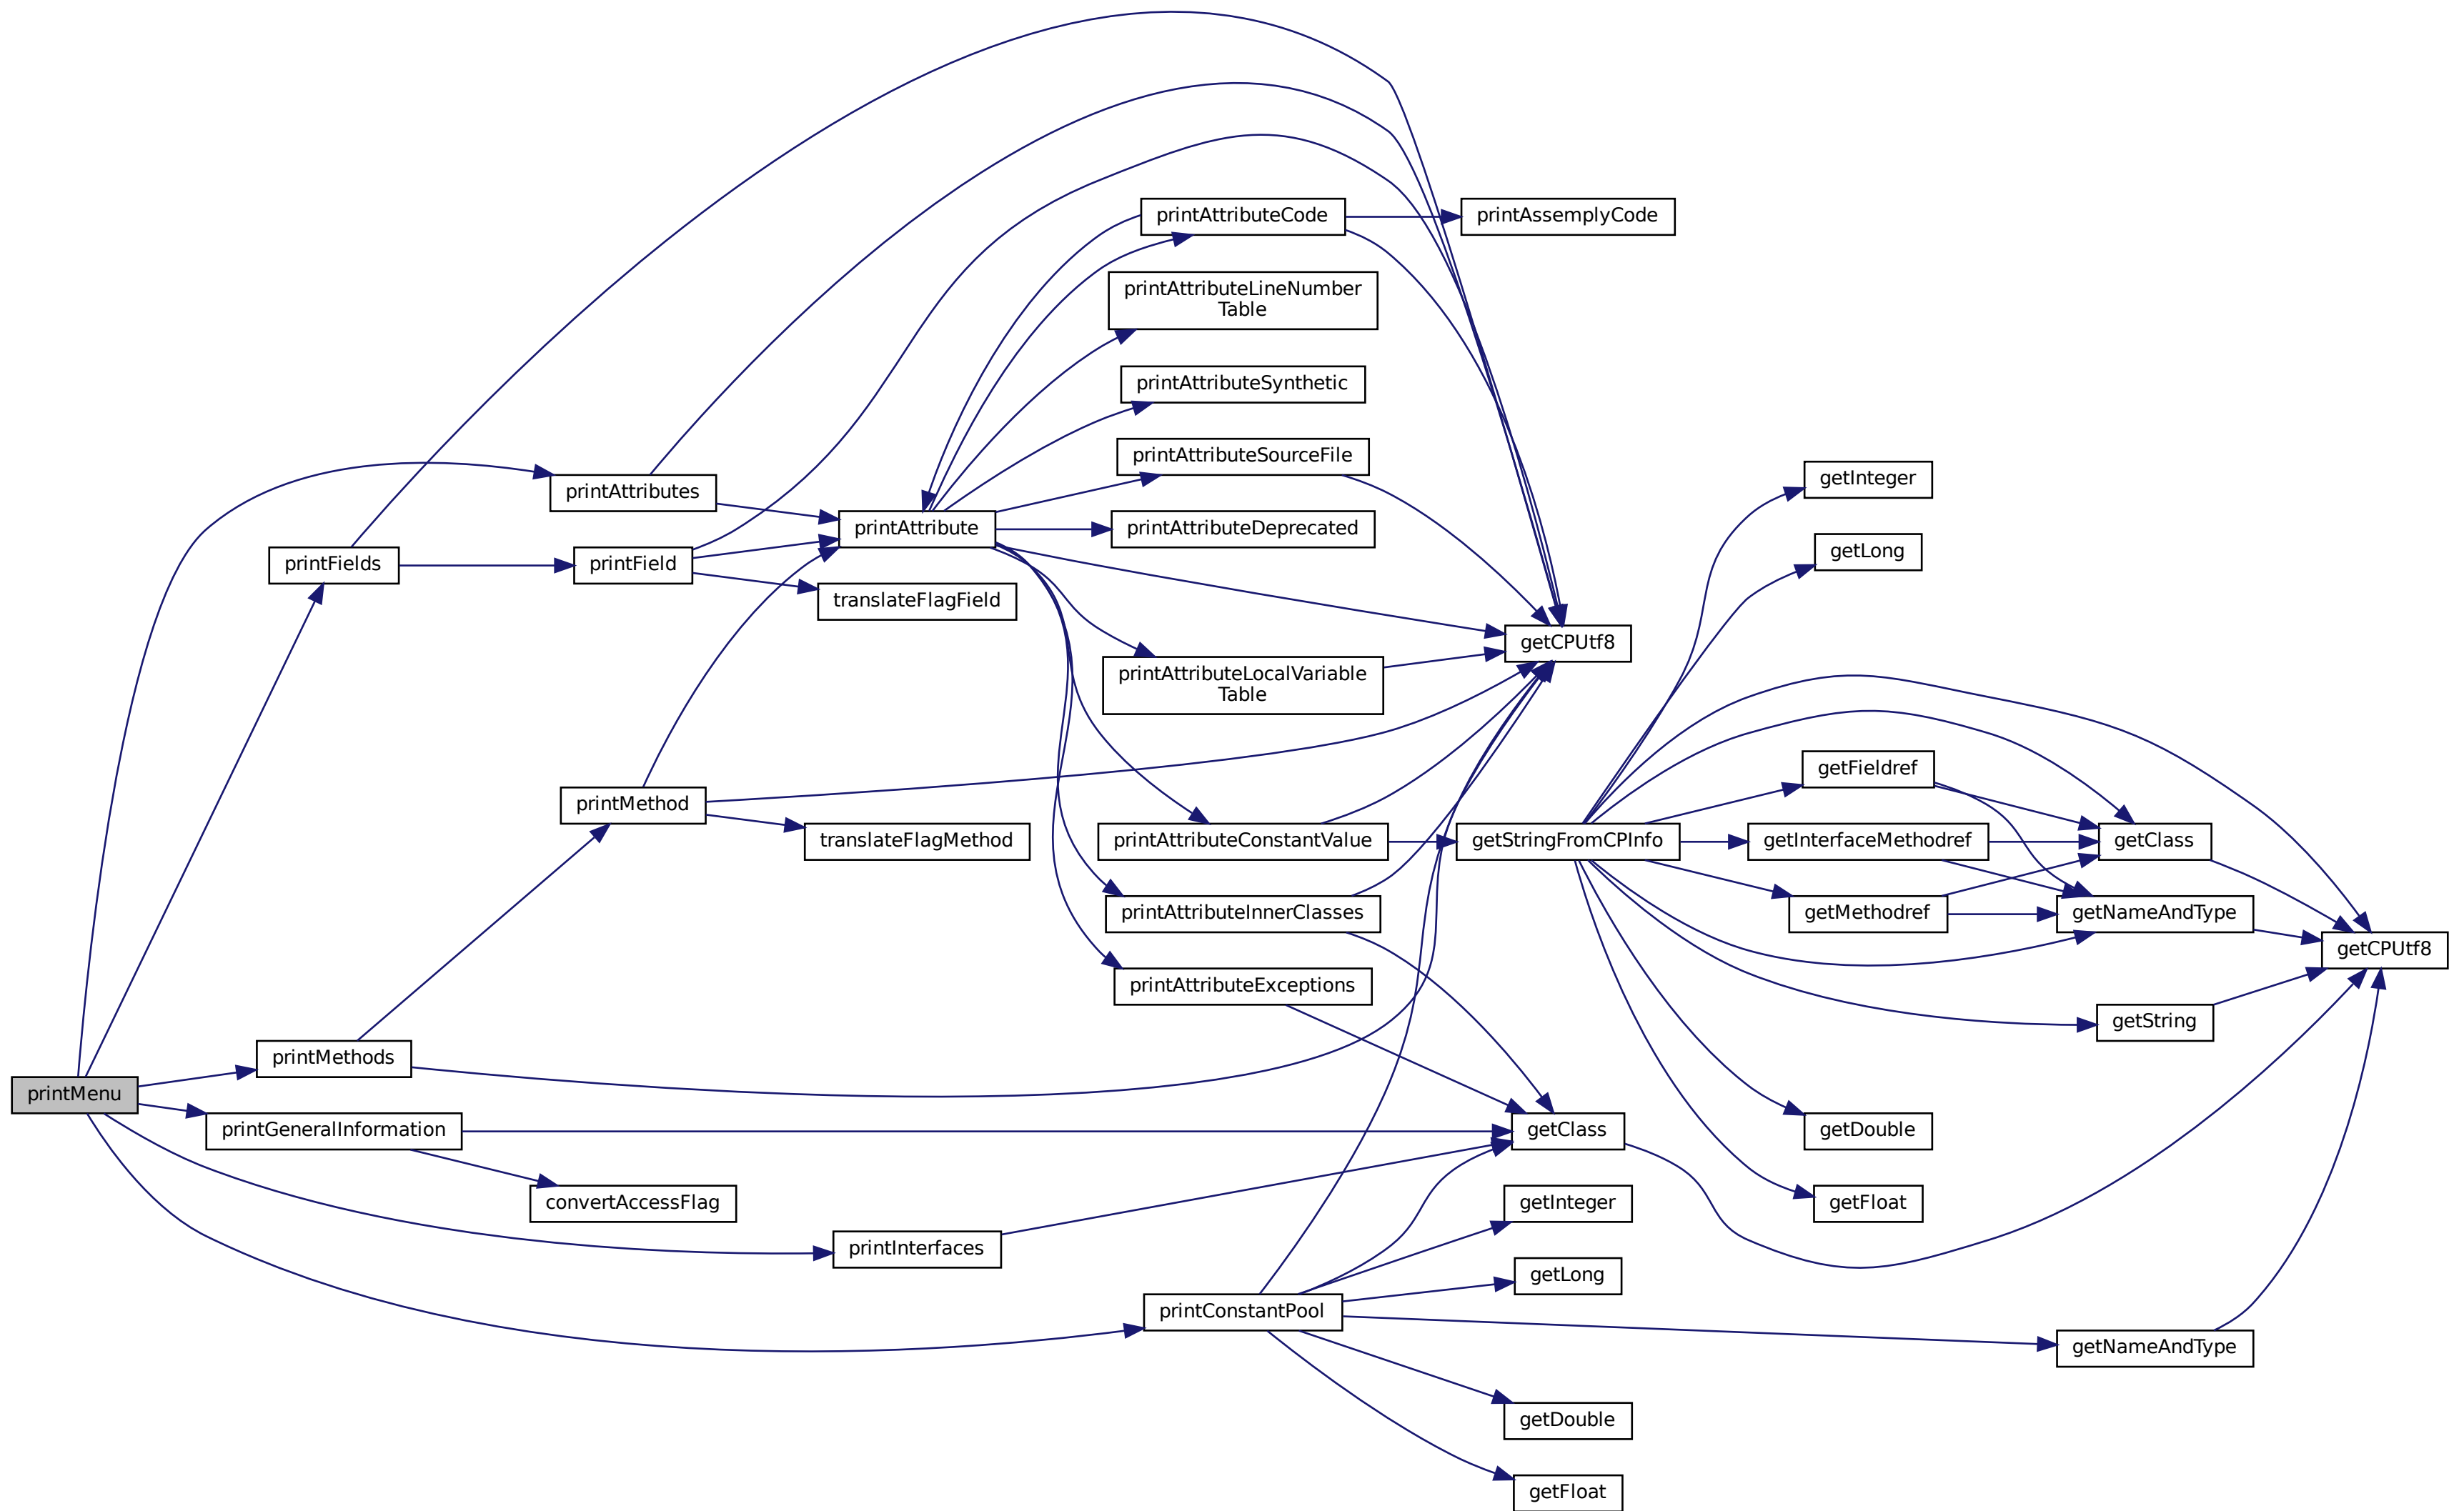 printAttributeCode
printAssemplyCode
printAttributeLineNumber
Table
printAttributeSynthetic
printAttributeSourceFile
getInteger
printAttributes
printAttribute
printAttributeDeprecated
getLong
printFields
printField
translateFlagField
getCPUtf8
printAttributeLocalVariable
Table
getFieldref
printMethod
translateFlagMethod
printAttributeConstantValue
getStringFromCPInfo
getInterfaceMethodref
getClass
printAttributeInnerClasses
getMethodref
getNameAndType
getCPUtf8
printAttributeExceptions
getString
printMethods
printMenu
printGeneralInformation
getClass
getDouble
convertAccessFlag
getInteger
getFloat
printInterfaces
getLong
printConstantPool
getNameAndType
getDouble
getFloat